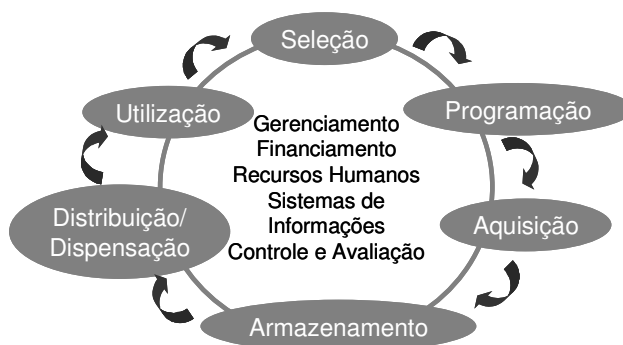 Seleção
Programação
Aquisição
Armazenamento
Distribuição/
Dispensação
Utilização
Gerenciamento
Financiamento
Recursos Humanos
Sistemas de
Informações
Controle e Avaliação